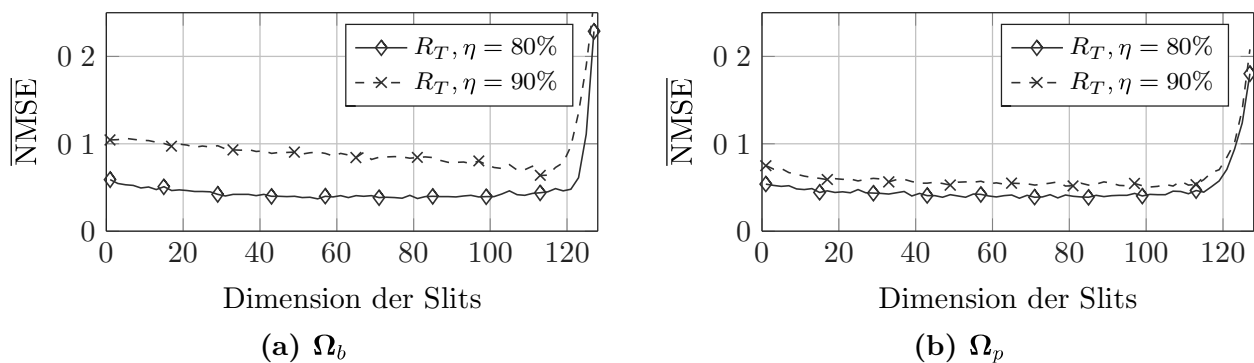 0 2
0 1
0
NMSE
R_T, η = 80%
R_T, η = 90%
0 20 40 60 80 100 120
Dimension der Slits
(a) Ω_b
0 2
0 1
0
NMSE
R_T, η = 80%
R_T, η = 90%
0 20 40 60 80 100 120
Dimension der Slits
(b) Ω_p